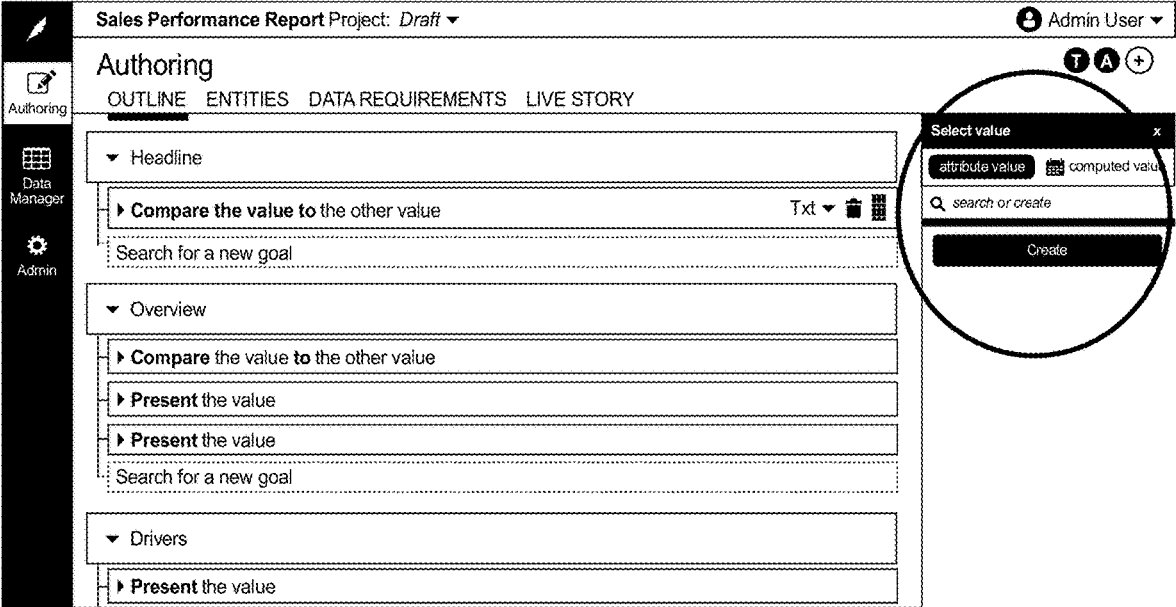 Sales Performance Report Project: Draft
Admin User
Authoring
T A +
OUTLINE ENTITIES DATA REQUIREMENTS LIVE STORY
Authoring
Data
Manager
Admin
Headline
Compare the value to the other value
Txt
Search for a new goal
Overview
Compare the value to the other value
Present the value
Present the value
Search for a new goal
Drivers
Present the value
Select value x
attribute value computed value
search or create
Create